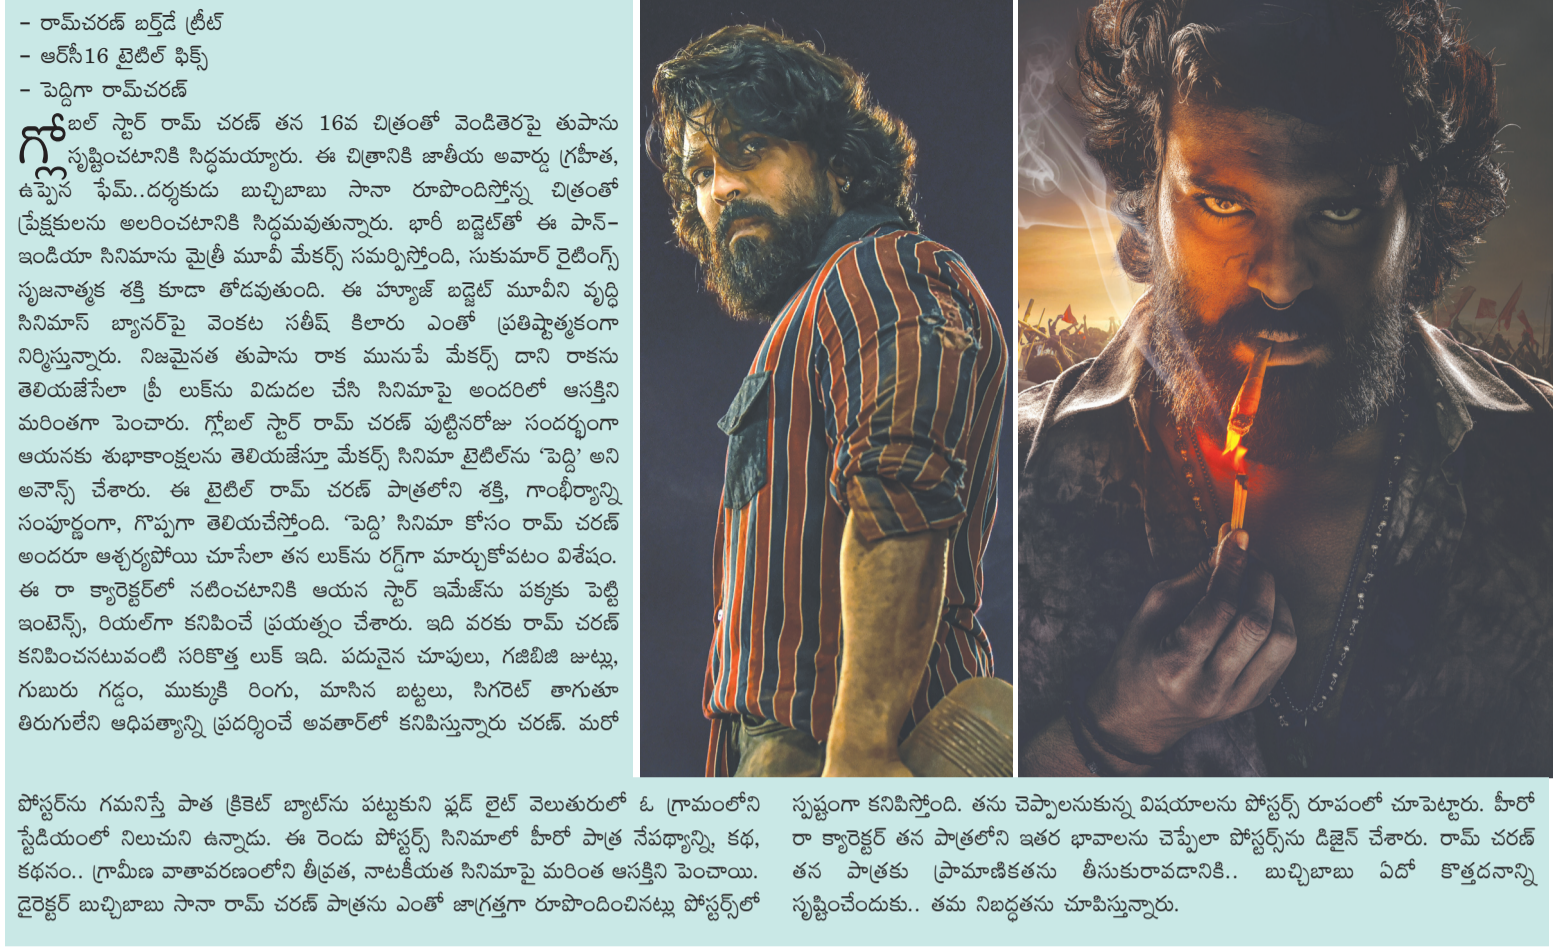 - రామ్‌చరణ్ బర్త్‌డే ట్రీట్
- ఆర్‌సీ16 టైటిల్ ఫిక్స్
- పెద్దిగా రామ్‌చరణ్
గ్లోబల్ స్టార్ రామ్ చరణ్ తన 16వ చిత్రంతో వెండితెరపై తుపాను
సృష్టించటానికి సిద్ధమయ్యారు. ఈ చిత్రానికి జాతీయ అవార్డు గ్రహీత,
ఉప్పెన ఫేమ్..దర్శకుడు బుచ్చిబాబు సానా రూపొందిస్తోన్న చిత్రంతో
ప్రేక్షకులను అలరించటానికి సిద్ధమవుతున్నారు. భారీ బడ్జెట్‌తో ఈ పాన్-
ఇండియా సినిమాను మైత్రీ మూవీ మేకర్స్ సమర్పిస్తోంది, సుకుమార్ రైటింగ్స్
సృజనాత్మక శక్తి కూడా తోడవుతుంది. ఈ హ్యూజ్ బడ్జెట్ మూవీని వృద్ధి
సినిమాస్ బ్యానర్‌పై వెంకట సతీష్ కిలారు ఎంతో ప్రతిష్టాత్మకంగా
నిర్మిస్తున్నారు. నిజమైనత తుపాను రాక మునుపే మేకర్స్ దాని రాకను
తెలియజేసేలా ప్రీ లుక్‌ను విడుదల చేసి సినిమాపై అందరిలో ఆసక్తిని
మరింతగా పెంచారు. గ్లోబల్ స్టార్ రామ్ చరణ్ పుట్టినరోజు సందర్భంగా
ఆయనకు శుభాకాంక్షలను తెలియజేస్తూ మేకర్స్ సినిమా టైటిల్‌ను ‘పెద్ది’ అని
అనౌన్స్ చేశారు. ఈ టైటిల్ రామ్ చరణ్ పాత్రలోని శక్తి, గాంభీర్యాన్ని
సంపూర్ణంగా, గొప్పగా తెలియచేస్తోంది. ‘పెద్ది’ సినిమా కోసం రామ్ చరణ్
అందరూ ఆశ్చర్యపోయి చూసేలా తన లుక్‌ను రగ్డ్‌గా మార్చుకోవటం విశేషం.
ఈ రా క్యారెక్టర్‌లో నటించటానికి ఆయన స్టార్ ఇమేజ్‌ను పక్కకు పెట్టి
ఇంటెన్స్, రియల్‌గా కనిపించే ప్రయత్నం చేశారు. ఇది వరకు రామ్ చరణ్
కనిపించనటువంటి సరికొత్త లుక్ ఇది. పదునైన చూపులు, గజిబిజి జుట్లు,
గుబురు గడ్డం, ముక్కుకి రింగు, మాసిన బట్టలు, సిగరెట్ తాగుతూ
తిరుగులేని ఆధిపత్యాన్ని ప్రదర్శించే అవతార్‌లో కనిపిస్తున్నారు చరణ్. మరో
పోస్టర్‌ను గమనిస్తే పాత క్రికెట్ బ్యాట్‌ను పట్టుకుని ఫ్లడ్ లైట్ వెలుతురులో ఓ గ్రామంలోని
స్టేడియంలో నిలుచుని ఉన్నాడు. ఈ రెండు పోస్టర్స్ సినిమాలో హీరో పాత్ర నేపథ్యాన్ని, కథ,
కథనం.. గ్రామీణ వాతావరణంలోని తీవ్రత, నాటకీయత సినిమాపై మరింత ఆసక్తిని పెంచాయి.
డైరెక్టర్ బుచ్చిబాబు సానా రామ్ చరణ్ పాత్రను ఎంతో జాగ్రత్తగా రూపొందించినట్లు పోస్టర్స్‌లో
స్పష్టంగా కనిపిస్తోంది. తను చెప్పాలనుకున్న విషయాలను పోస్టర్స్ రూపంలో చూపెట్టారు. హీరో
రా క్యారెక్టర్ తన పాత్రలోని ఇతర భావాలను చెప్పేలా పోస్టర్స్‌ను డిజైన్ చేశారు. రామ్ చరణ్
తన పాత్రకు ప్రామాణికతను తీసుకురావడానికి.. బుచ్చిబాబు ఏదో కొత్తదనాన్ని
సృష్టించేందుకు.. తమ నిబద్ధతను చూపిస్తున్నారు.